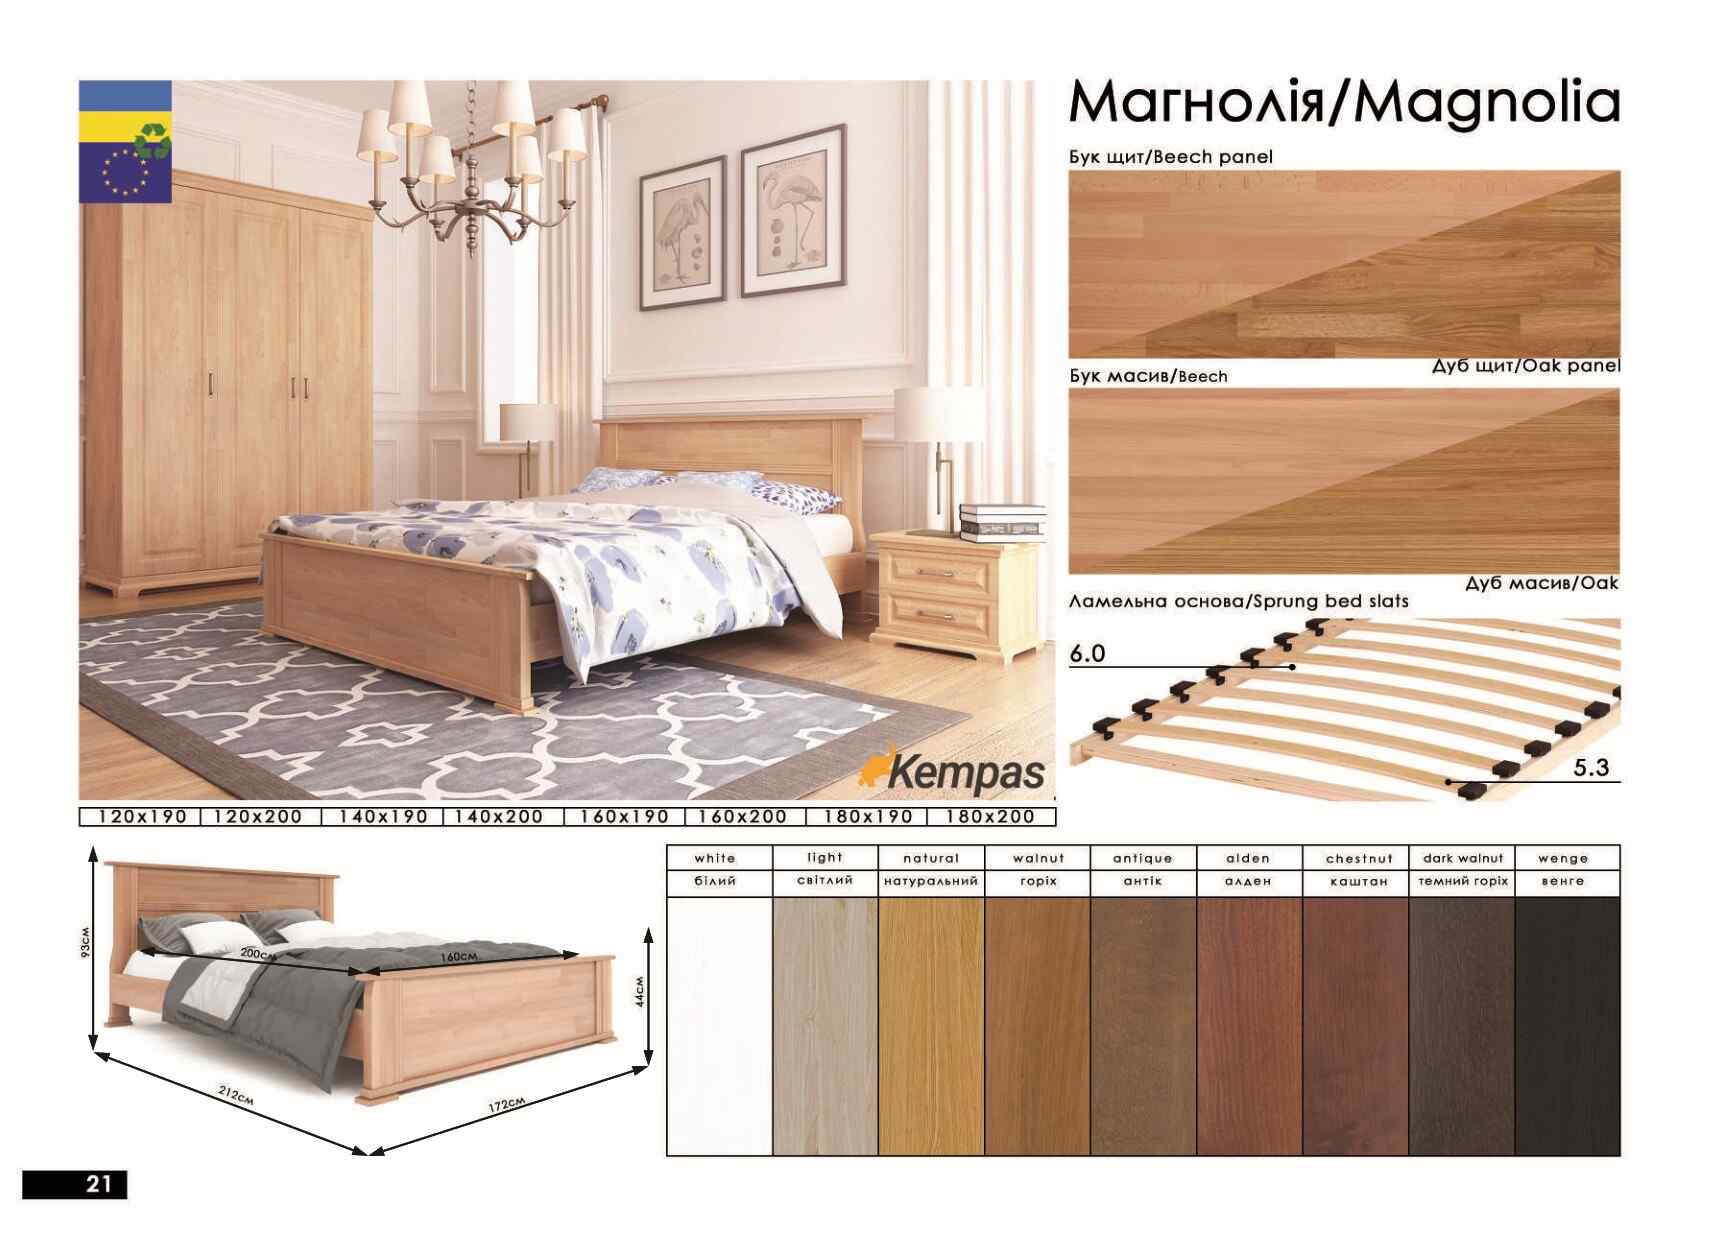 Магнолія/Magnolia
Бук щит/Beech panel
Дуб щит/Oak panel
Бук масив/Beech
Дуб масив/Oak
Ламельна основа/Sprung bed slats
6.0
5.3
Kempas
120x190 120x200 140x190 140x200 160x190 160x200 180x190 180x200
93см
200см
160см
44см
212см
172см
white light natural walnut antique alden chestnut dark walnut wenge
білий світлий натуральний горіх антік алден каштан темний горіх венге
21